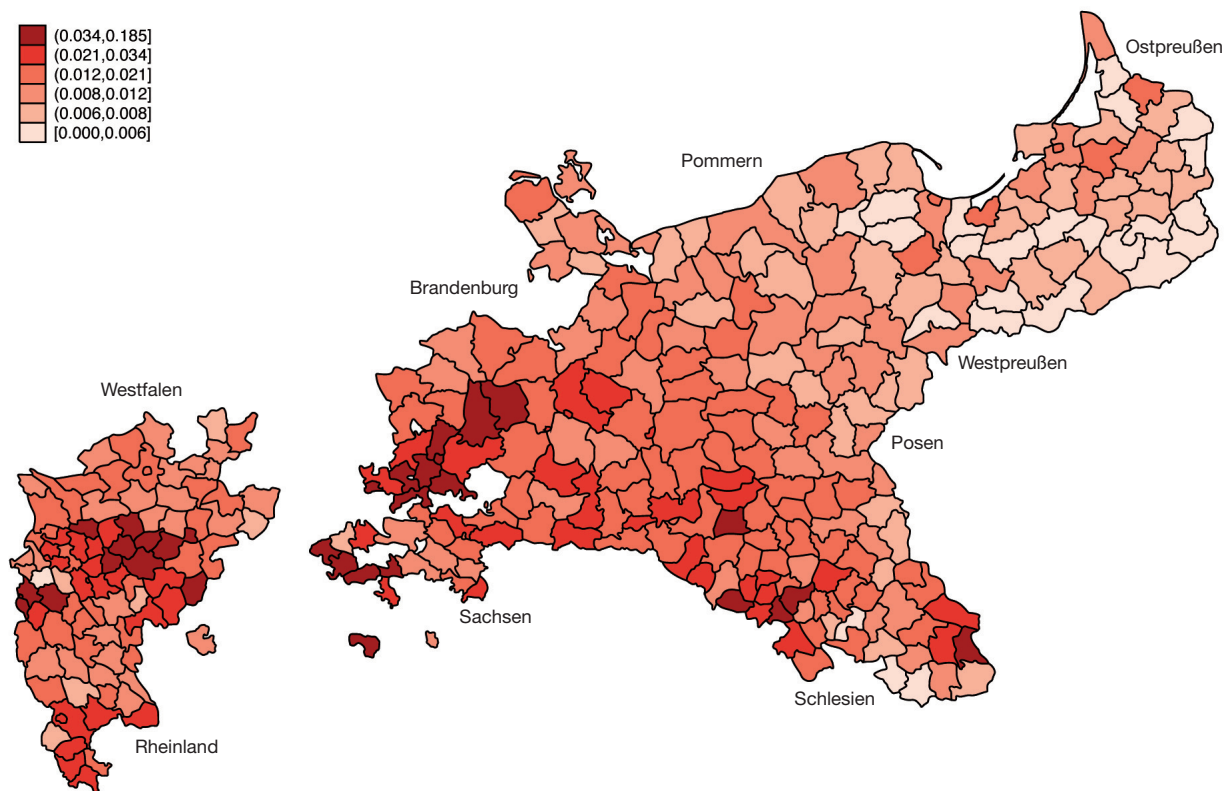 (0.034,0.185]
(0.021,0.034]
(0.012,0.021]
(0.008,0.012]
(0.006,0.008]
[0.000,0.006]
Ostpreußen
Pommern
Brandenburg
Westpreußen
Westfalen
Posen
Sachsen
Schlesien
Rheinland